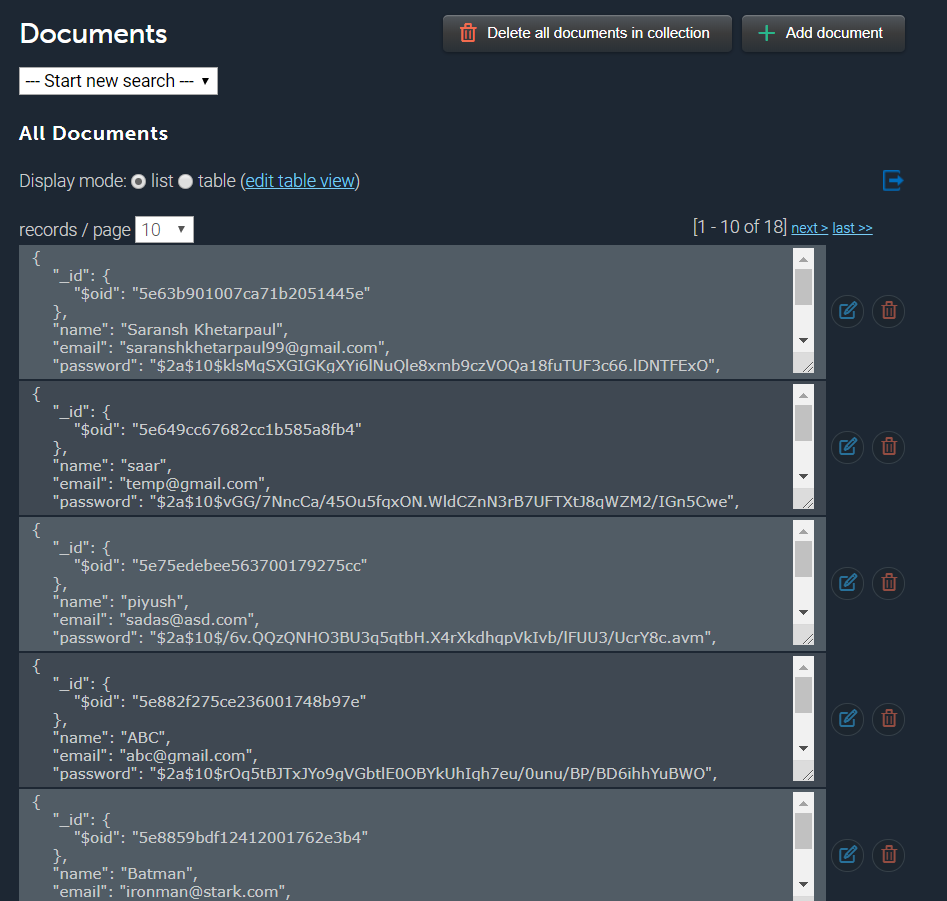 Documents
Delete all documents in collection
Add document
--- Start new search ---
All Documents
Display mode: list table (edit table view)
records / page 10
[1 - 10 of 18] next > last >>
{
"_id": {
"$oid": "5e63b901007ca71b2051445e"
},
"name": "Saransh Khetarpaul",
"email": "saranshkhetarpaul99@gmail.com",
"password": "$2a$10$klsMqSXGIGKgXYi6lNuQle8xmb9czVOQa18fuTUF3c66.lDNTFExO",
{
"_id": {
"$oid": "5e649cc67682cc1b585a8fb4"
},
"name": "saar",
"email": "temp@gmail.com",
"password": "$2a$10$vGG/7NncCa/45Ou5fqxON.WldCZnN3rB7UFTXtJ8qWZM2/IGn5Cwe",
{
"_id": {
"$oid": "5e75edebee563700179275cc"
},
"name": "piyush",
"email": "sadas@asd.com",
"password": "$2a$10$/6v.QQzQNHO3BU3q5qtbH.X4rXkdhqpVkIvb/lFUU3/UcrY8c.avm",
{
"_id": {
"$oid": "5e882f275ce236001748b97e"
},
"name": "ABC",
"email": "abc@gmail.com",
"password": "$2a$10$rOq5tBJTxJYo9gVGbtlE0OBYkUhIqh7eu/0unu/BP/BD6ihhYuBWO",
{
"_id": {
"$oid": "5e8859bdf12412001762e3b4"
},
"name": "Batman",
"email": "ironman@stark.com",